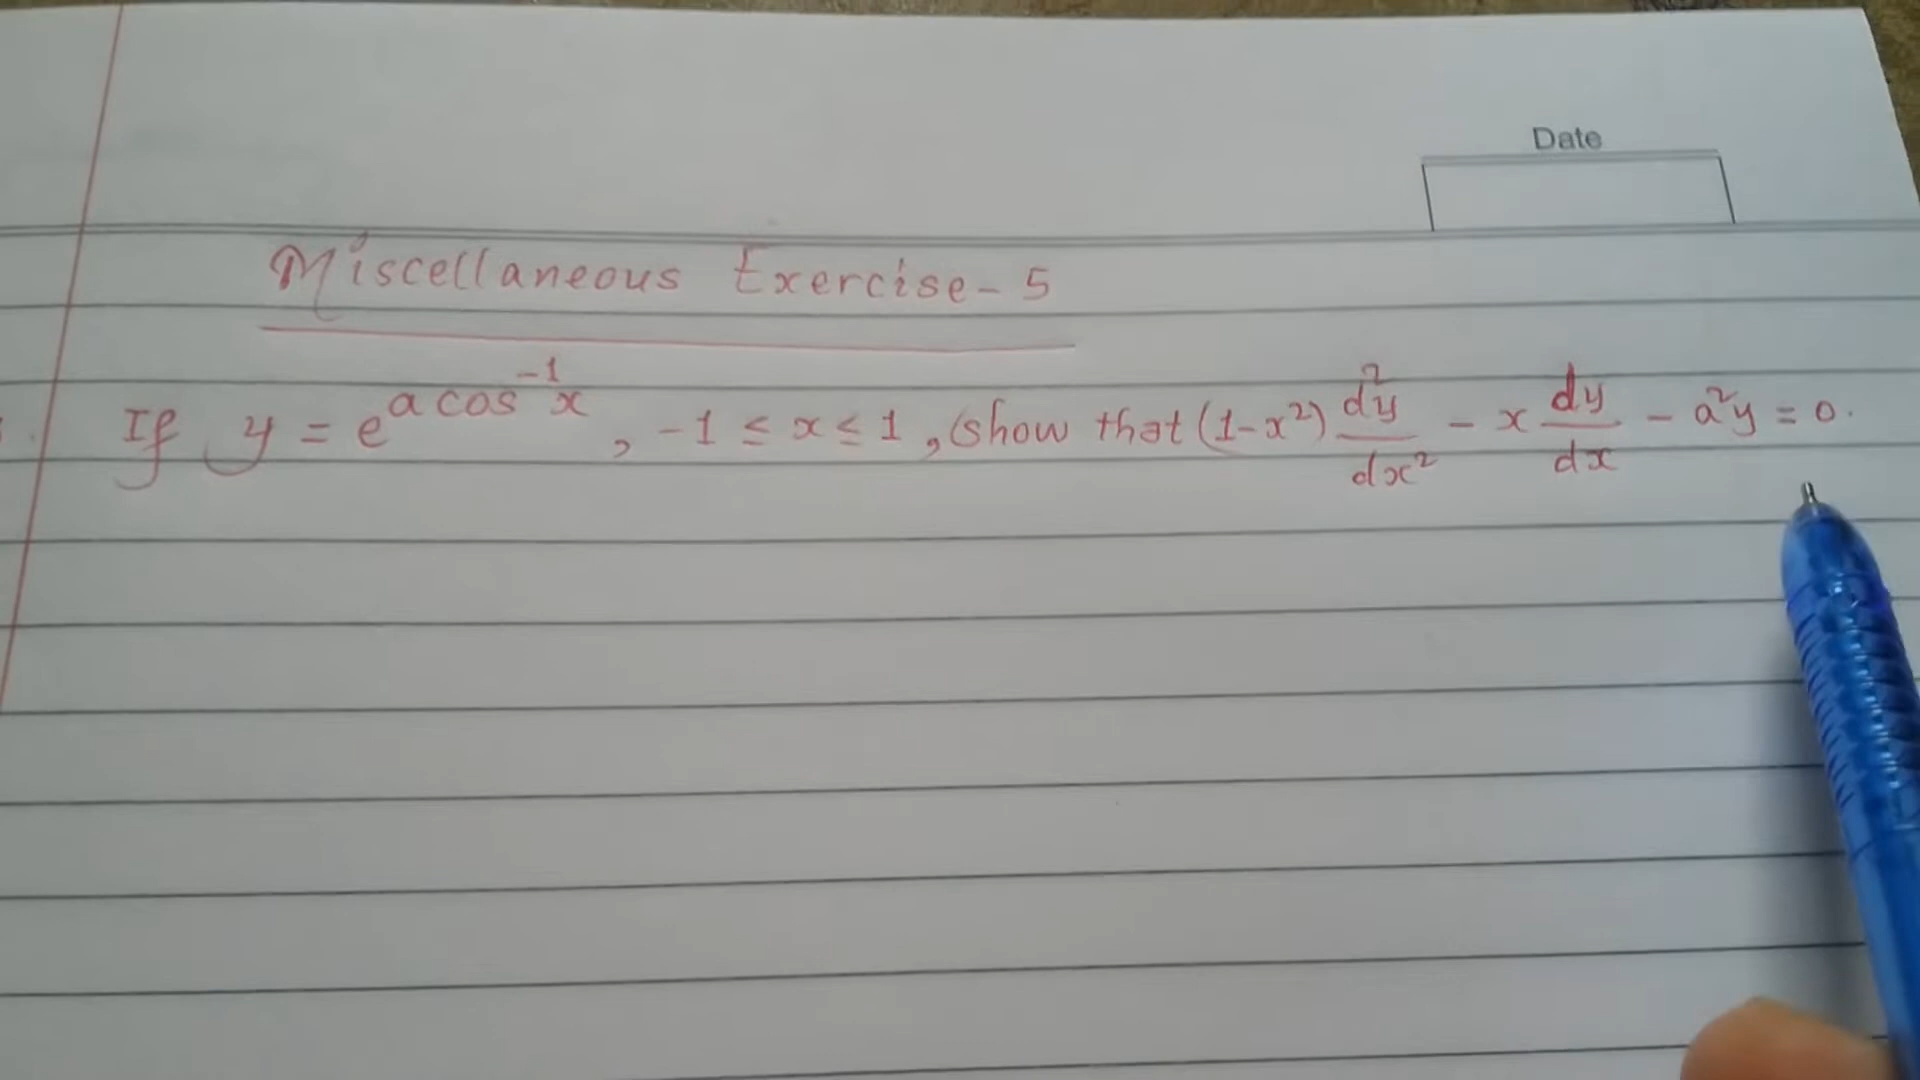 Date
Miscellaneous Exercise-5
If y = e^{a cos^{-1}x}, -1 ≤ x ≤ 1, show that (1-x²) d²y/dx² - x dy/dx - a²y = 0.